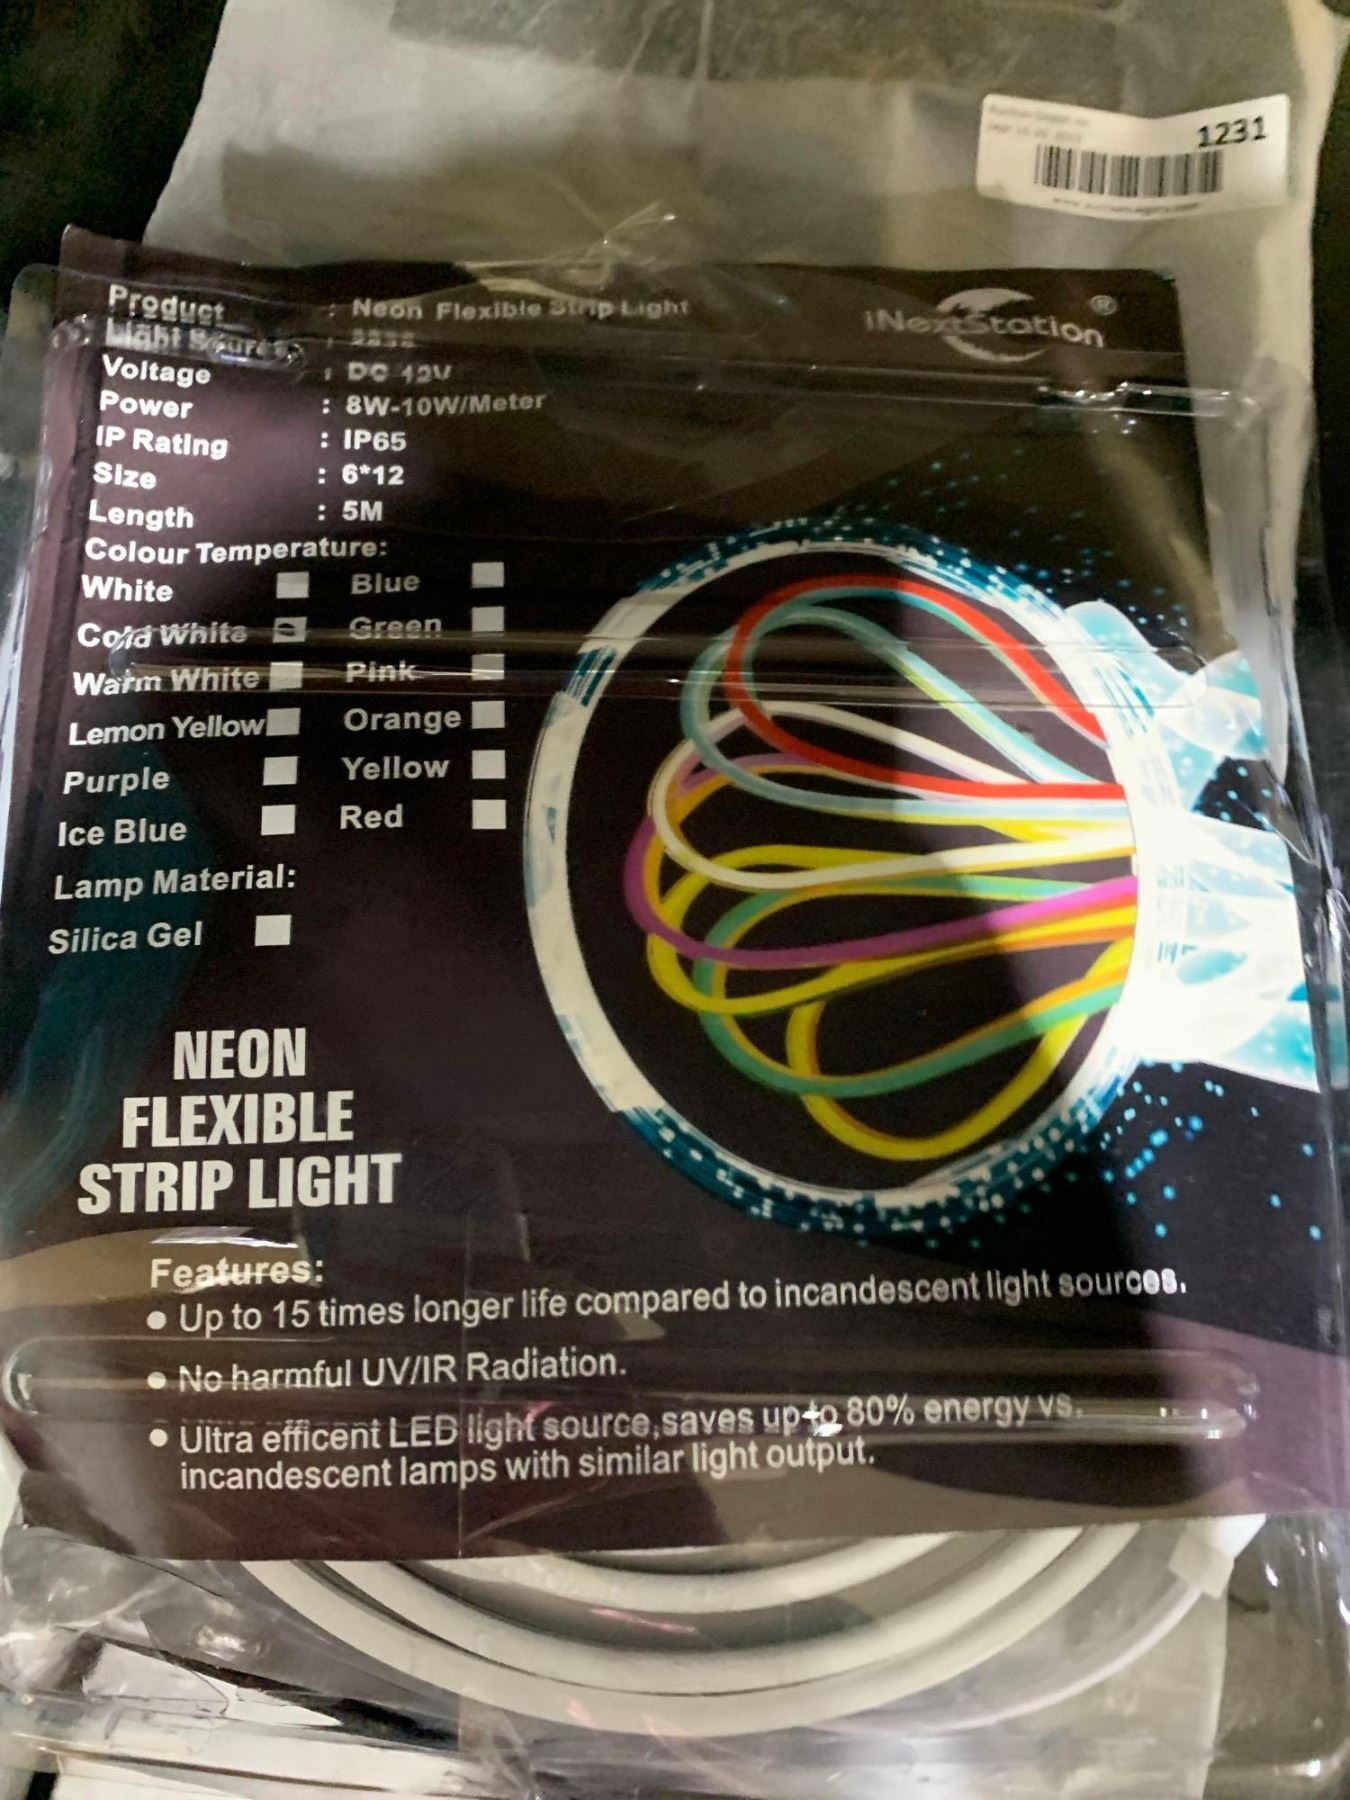 1231
iNextStation ®
Product : Neon Flexible Strip Light
Light Source :
Voltage : DC 12V
Power : 8W-10W/Meter
IP Rating : IP65
Size : 6*12
Length : 5M
Colour Temperature:
White Blue
Cold White Green
Warm White Pink
Lemon Yellow Orange
Purple Yellow
Ice Blue Red
Lamp Material:
Silica Gel
NEON
FLEXIBLE
STRIP LIGHT
Features:
• Up to 15 times longer life compared to incandescent light sources.
• No harmful UV/IR Radiation.
• Ultra efficent LED light source,saves up to 80% energy vs.
incandescent lamps with similar light output.